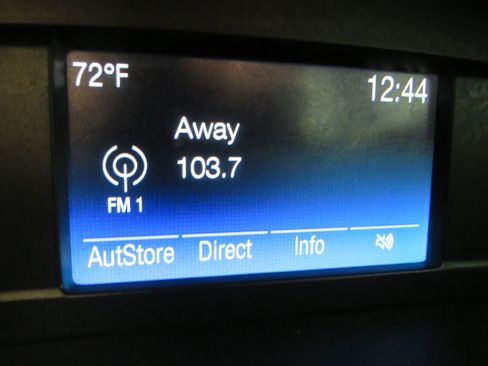 72°F
12:44
Away
103.7
FM 1
AutStore Direct Info